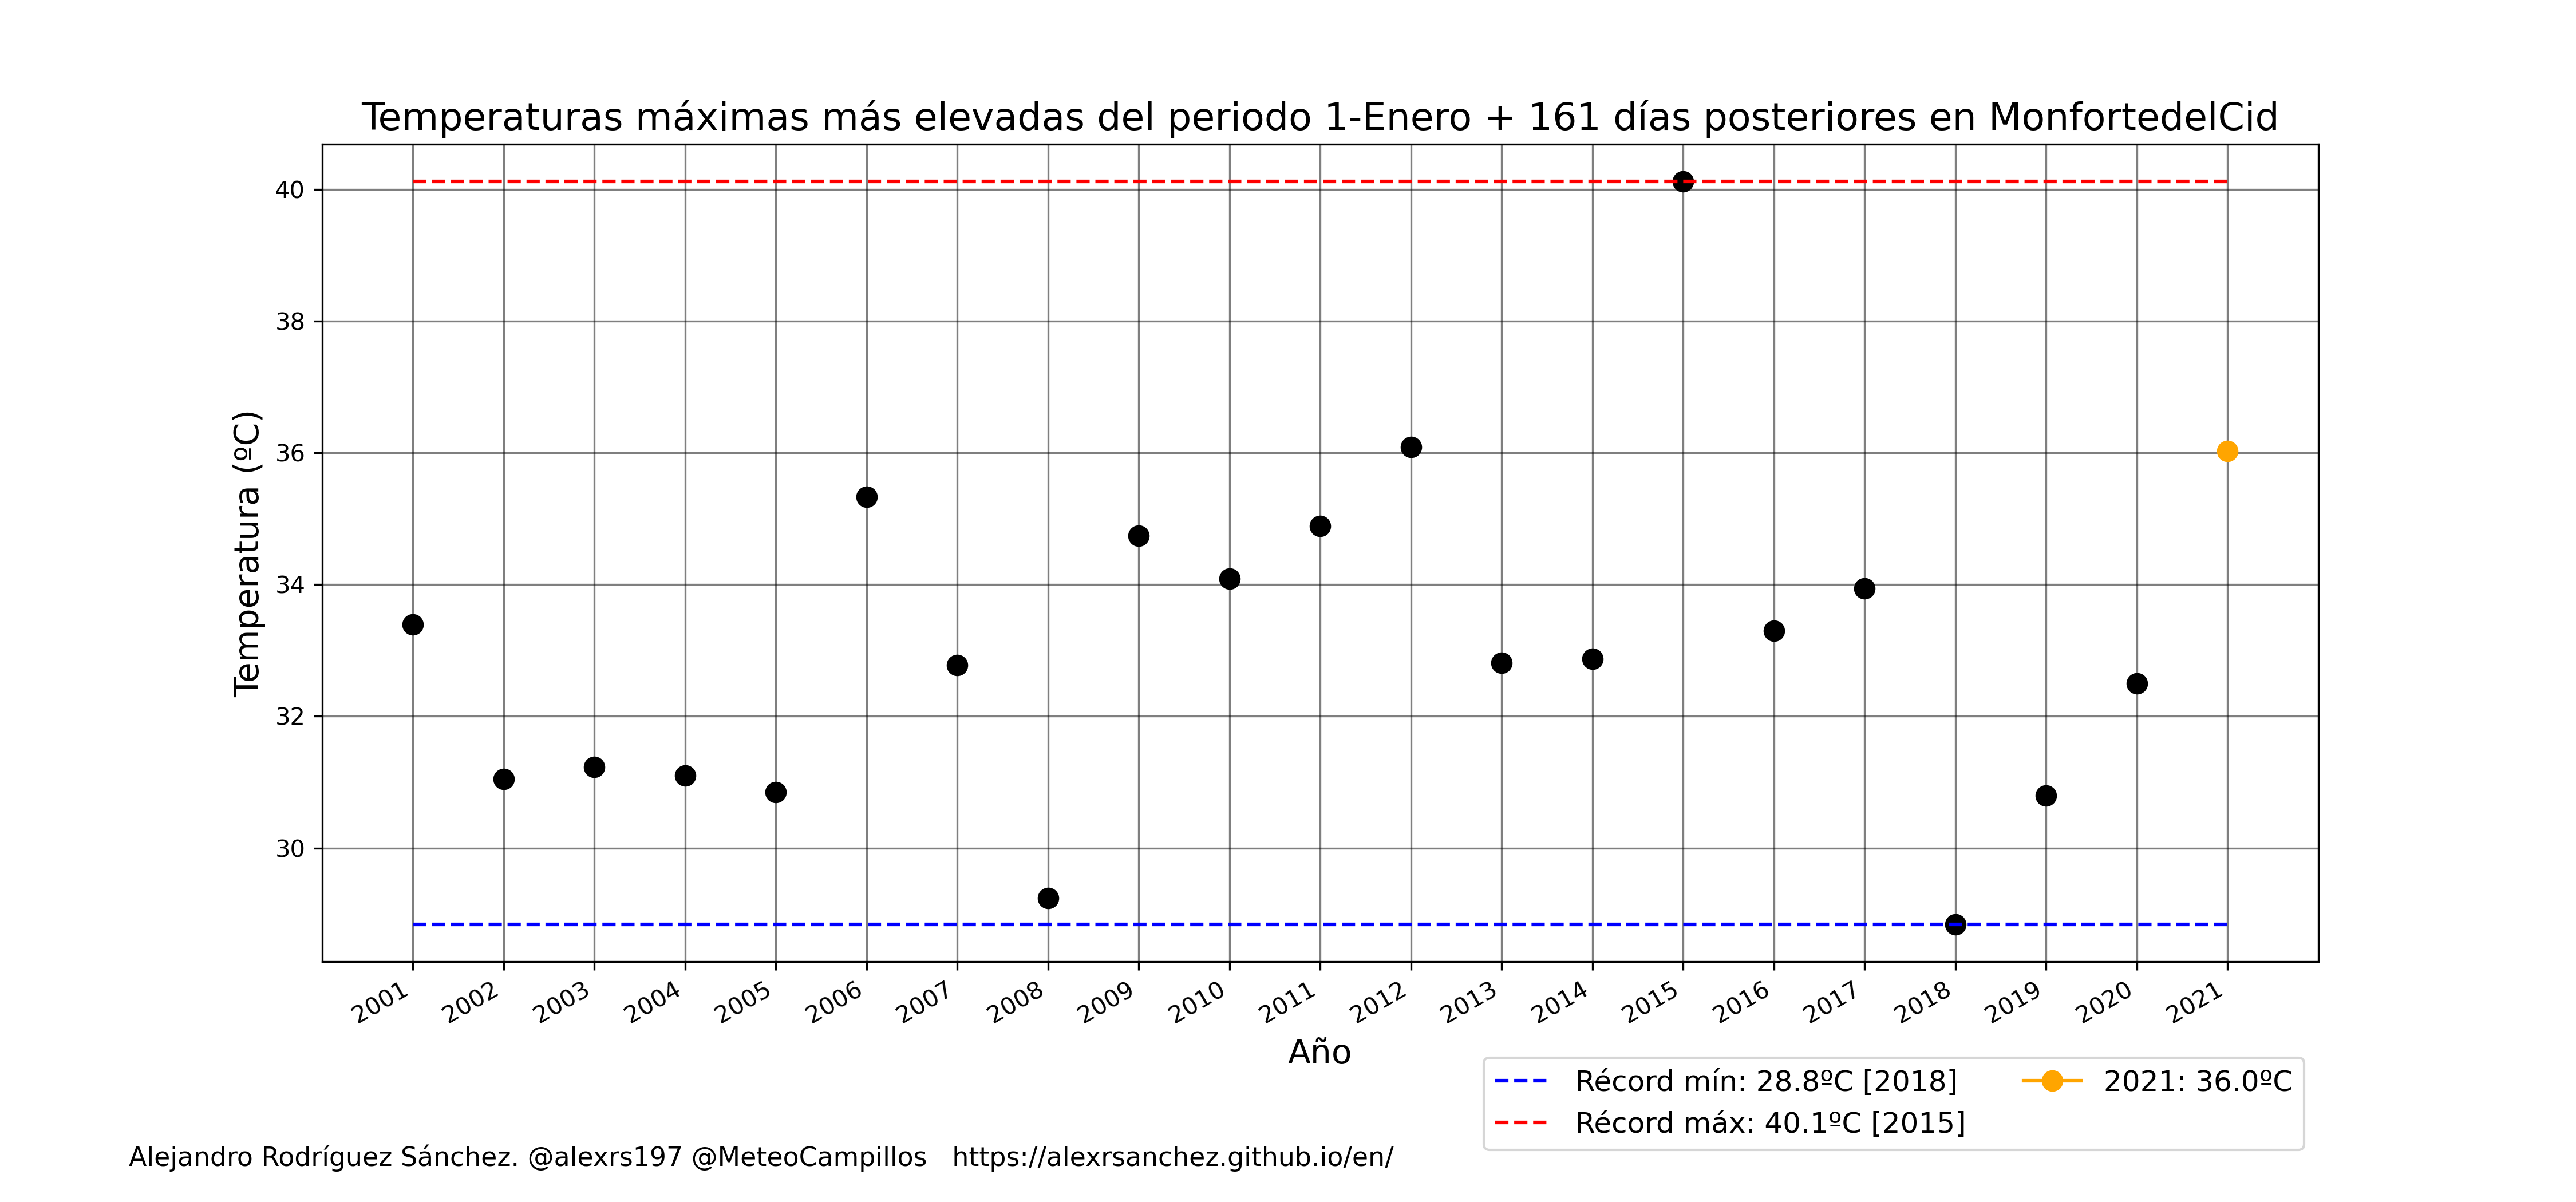 Temperaturas máximas más elevadas del periodo 1-Enero + 161 días posteriores en MonfortedelCid
Temperatura (ºC)
40
38
36
34
32
30
2001 2002 2003 2004 2005 2006 2007 2008 2009 2010 2011 2012 2013 2014 2015 2016 2017 2018 2019 2020 2021
Año
Récord mín: 28.8ºC [2018]
Récord máx: 40.1ºC [2015]
2021: 36.0ºC
Alejandro Rodríguez Sánchez. @alexrs197 @MeteoCampillos https://alexrsanchez.github.io/en/